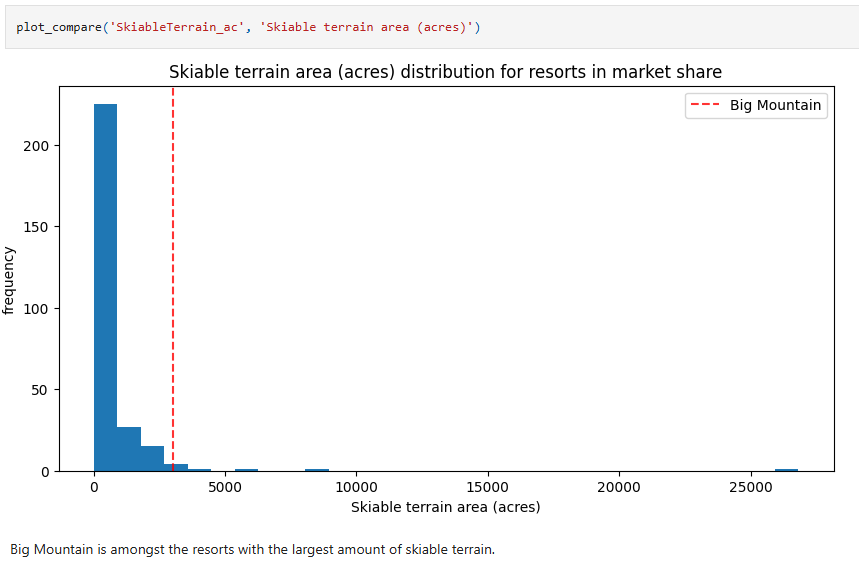 plot_compare('SkiableTerrain_ac', 'Skiable terrain area (acres)')
Skiable terrain area (acres) distribution for resorts in market share
Big Mountain
200
150
100
50
0
frequency
0 5000 10000 15000 20000 25000
Skiable terrain area (acres)
Big Mountain is amongst the resorts with the largest amount of skiable terrain.